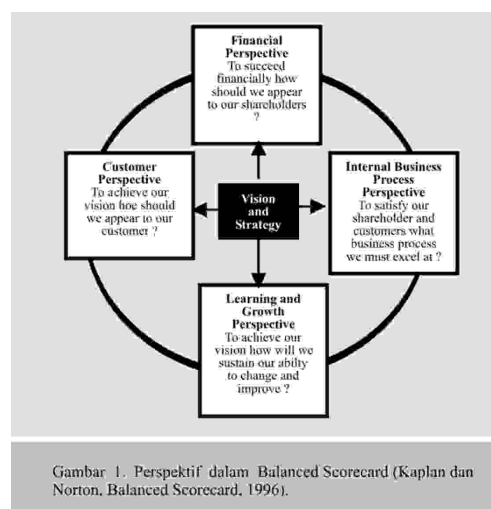 Financial
Perspective
To succeed
financially how
should we appear
to our shareholders
?
Customer
Perspective
To achieve our
vision hoe should
we appear to our
customer ?
Vision
and
Strategy
Internal Business
Process
Perspective
To satisfy our
shareholder and
customers what
business process
we must excel at ?
Learning and
Growth
Perspective
To achieve our
vision how will we
sustain our abilty
to change and
improve ?
Gambar 1. Perspektif dalam Balanced Scorecard (Kaplan dan
Norton, Balanced Scorecard, 1996).